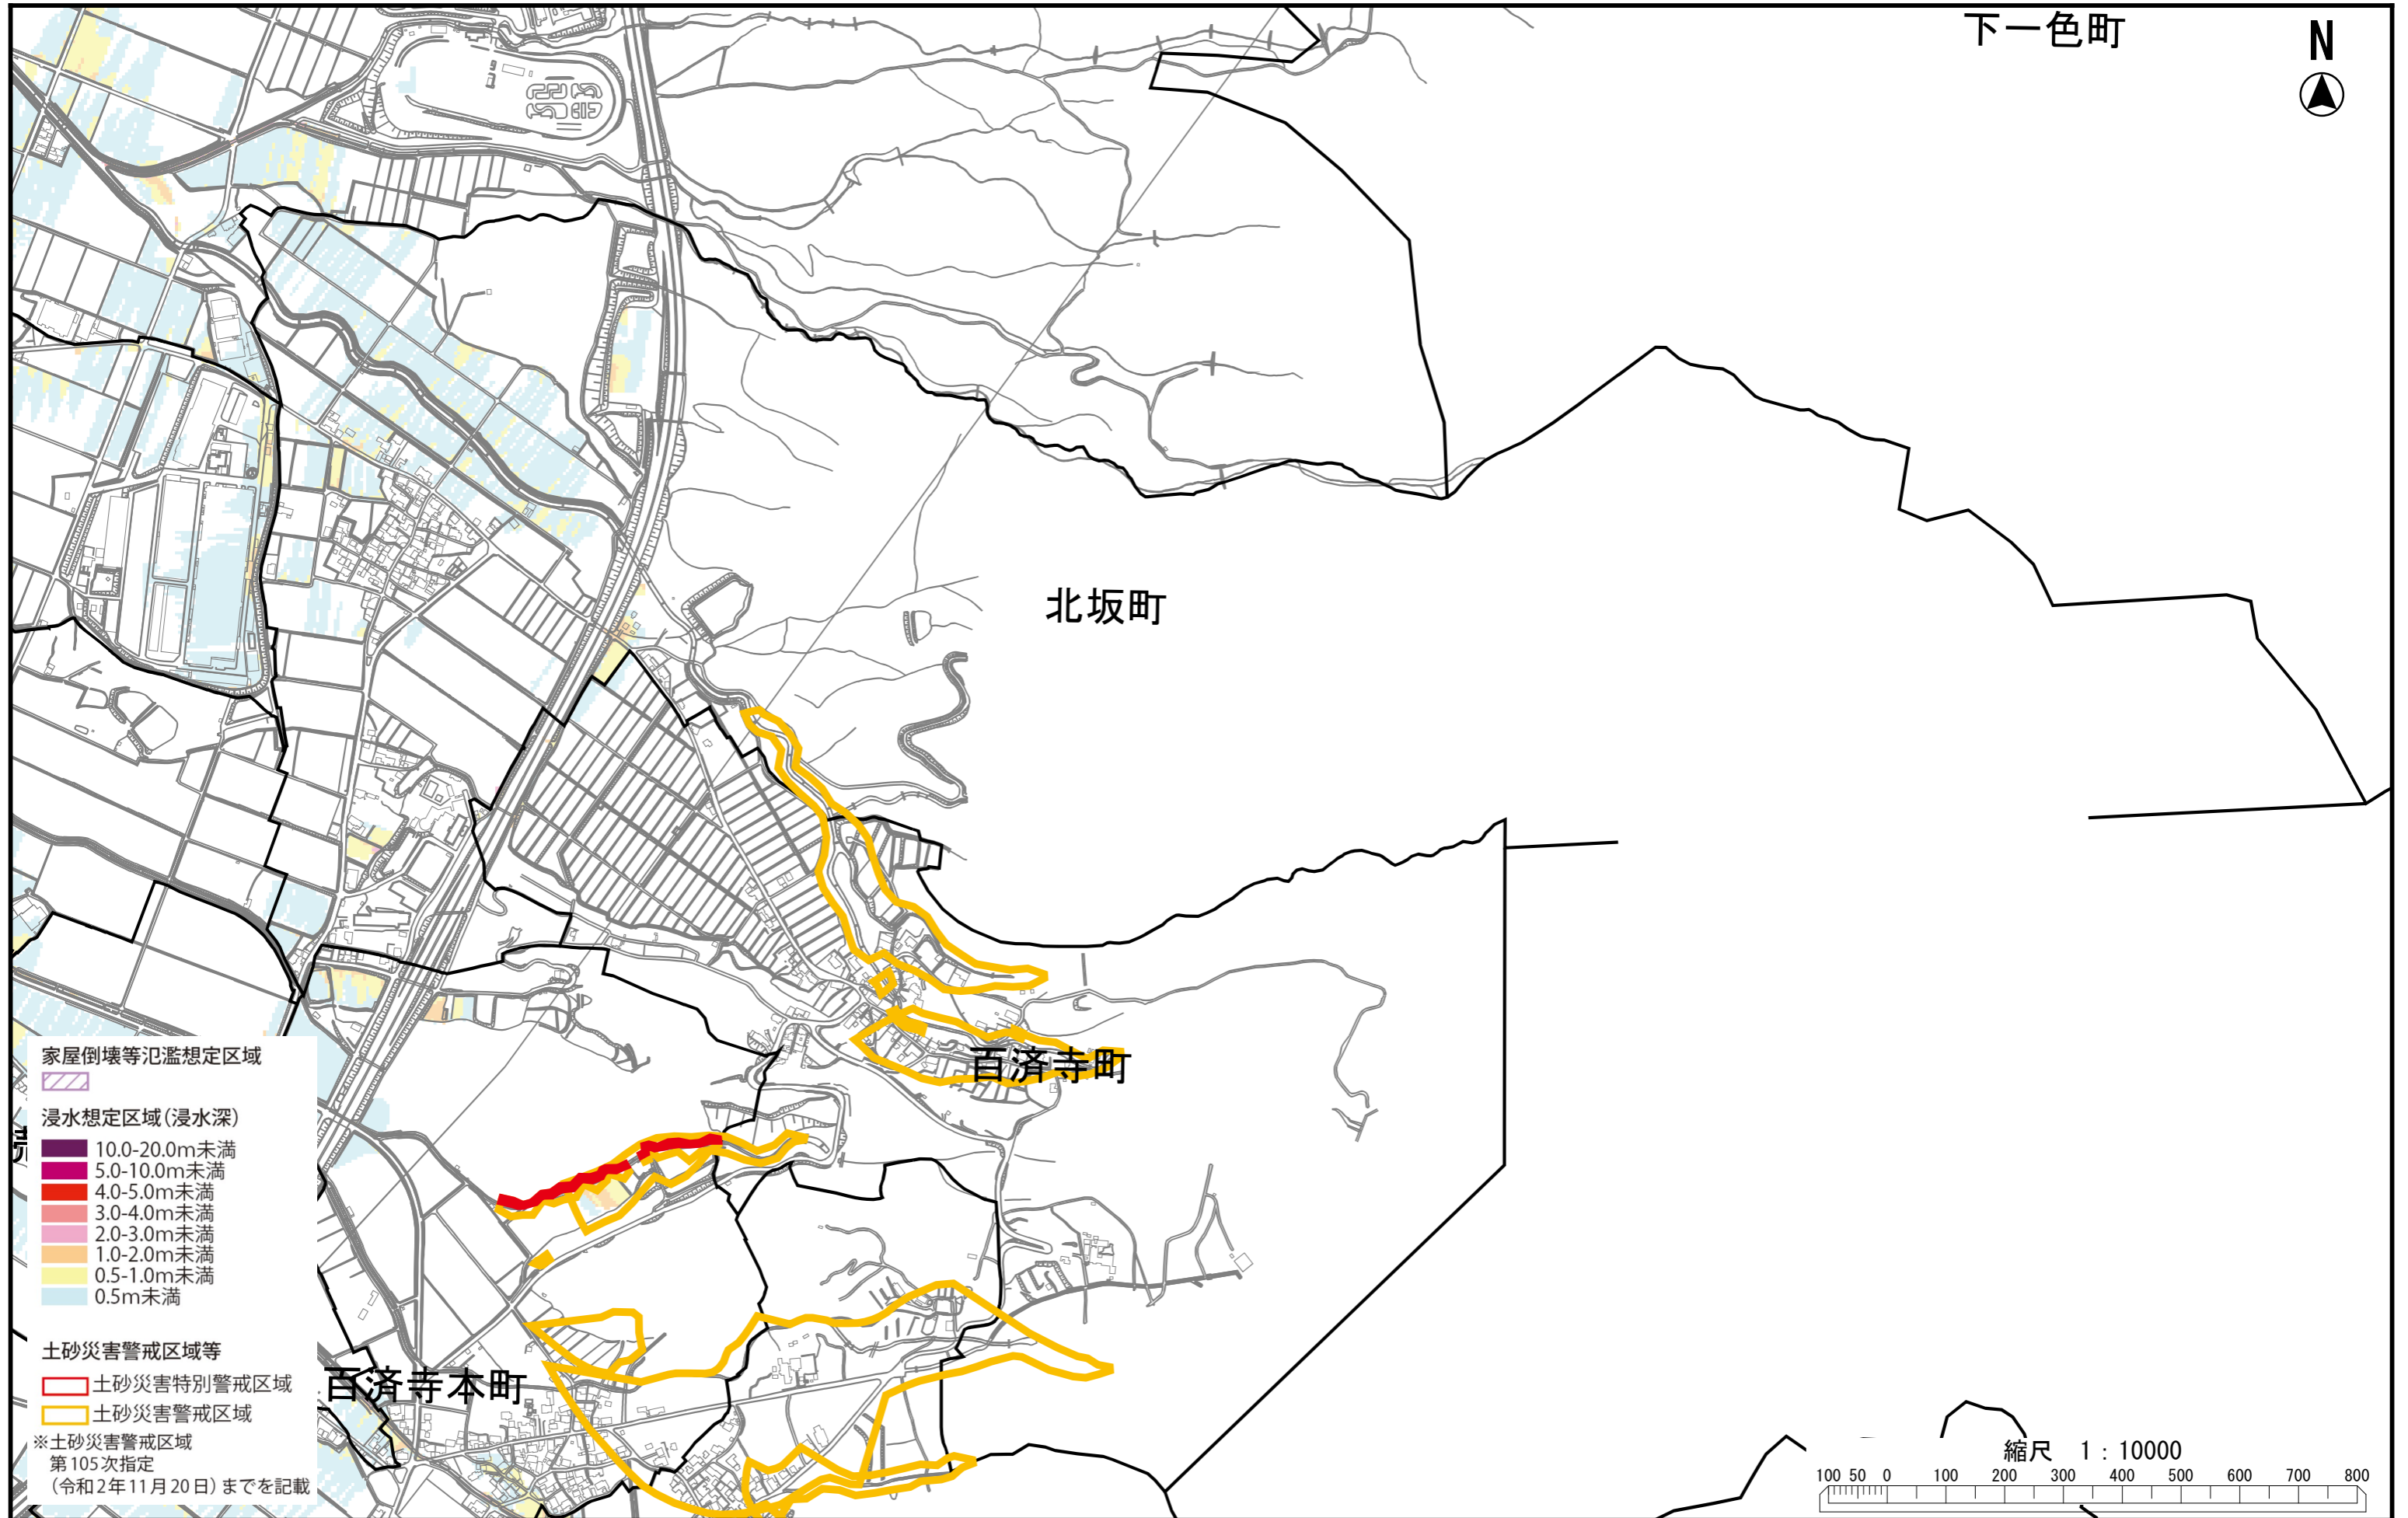 下一色町
N
北坂町
百済寺町
家屋倒壊等氾濫想定区域
浸水想定区域(浸水深)
10.0-20.0m未満
5.0-10.0m未満
4.0-5.0m未満
3.0-4.0m未満
2.0-3.0m未満
1.0-2.0m未満
0.5-1.0m未満
0.5m未満
土砂災害警戒区域等
土砂災害特別警戒区域
土砂災害警戒区域
※土砂災害警戒区域
第105次指定
(令和2年11月20日)までを記載
百済寺本町
縮尺 1:10000
100 50 0 100 200 300 400 500 600 700 800